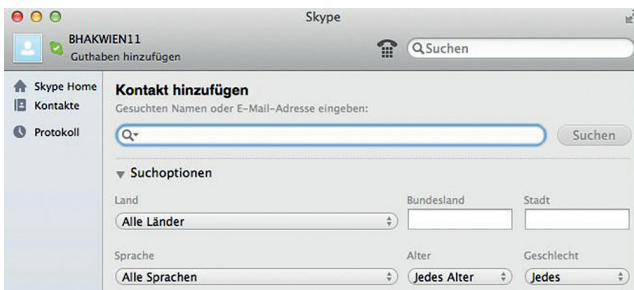 Skype
BHAKWIEN11
Guthaben hinzufügen
Suchen
Skype Home
Kontakte
Protokoll
Kontakt hinzufügen
Gesuchten Namen oder E-Mail-Adresse eingeben:
Suchen
Suchoptionen
Land
Bundesland
Stadt
Alle Länder
Sprache
Alter
Geschlecht
Alle Sprachen
Jedes Alter
Jedes